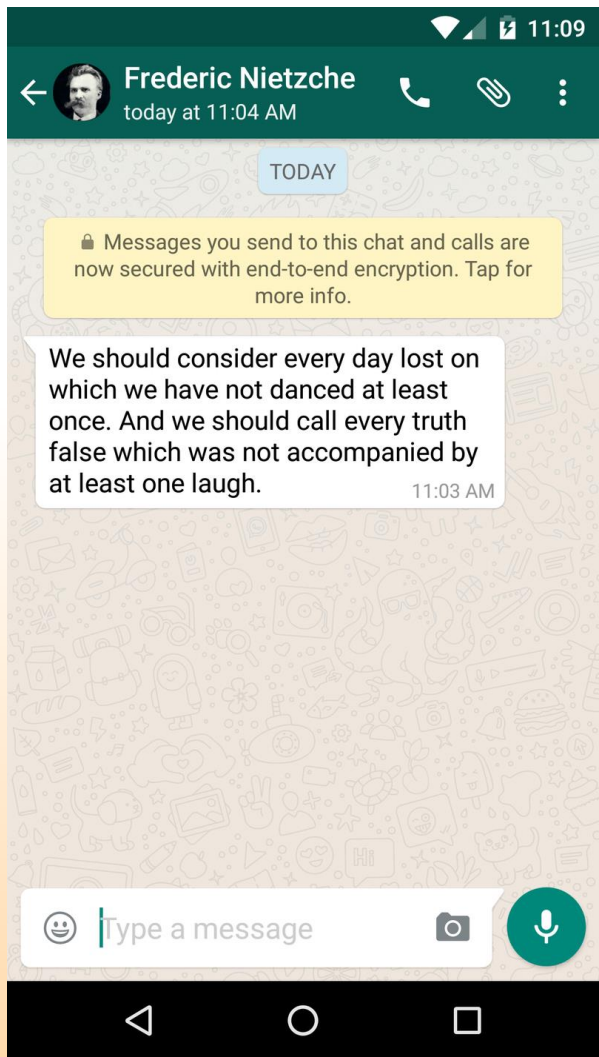 11:09
Frederic Nietzche
today at 11:04 AM
TODAY
Messages you send to this chat and calls are
now secured with end-to-end encryption. Tap for
more info.
We should consider every day lost on
which we have not danced at least
once. And we should call every truth
false which was not accompanied by
at least one laugh.
11:03 AM
Hi
Type a message